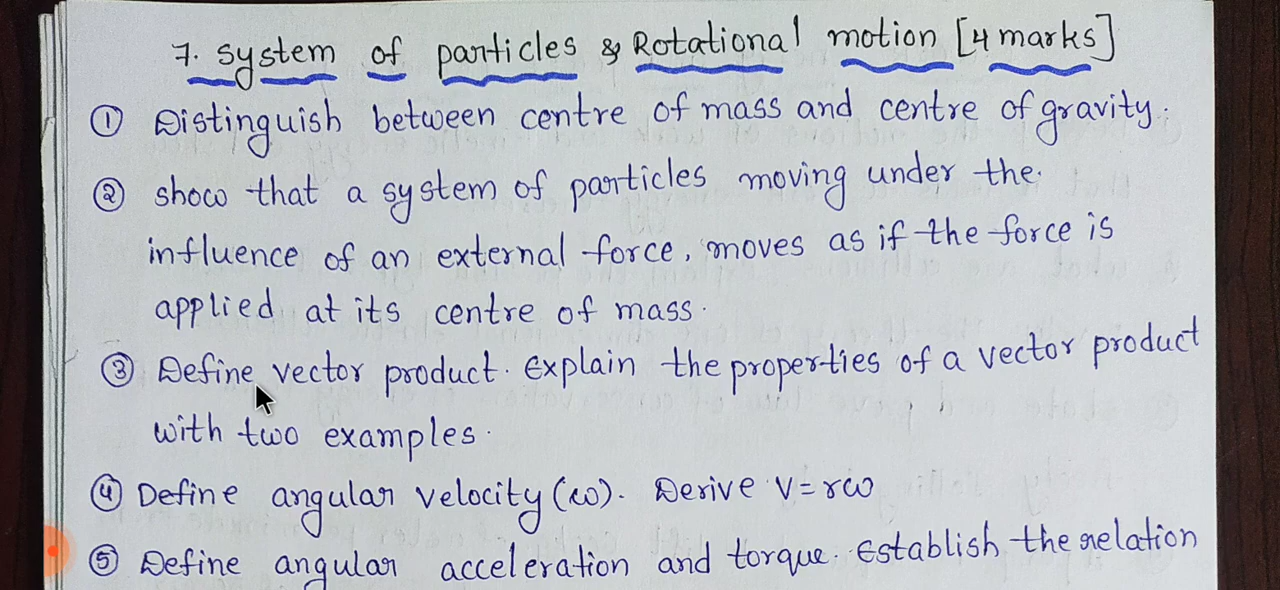 7. System of particles & Rotational motion [4 marks]
① Distinguish between centre of mass and centre of gravity.
② show that a system of particles moving under the
influence of an external force, moves as if the force is
applied at its centre of mass.
③ Define vector product. Explain the properties of a vector product
with two examples.
④ Define angular velocity (ω). Derive V=rω
⑤ Define angular acceleration and torque. Establish the relation